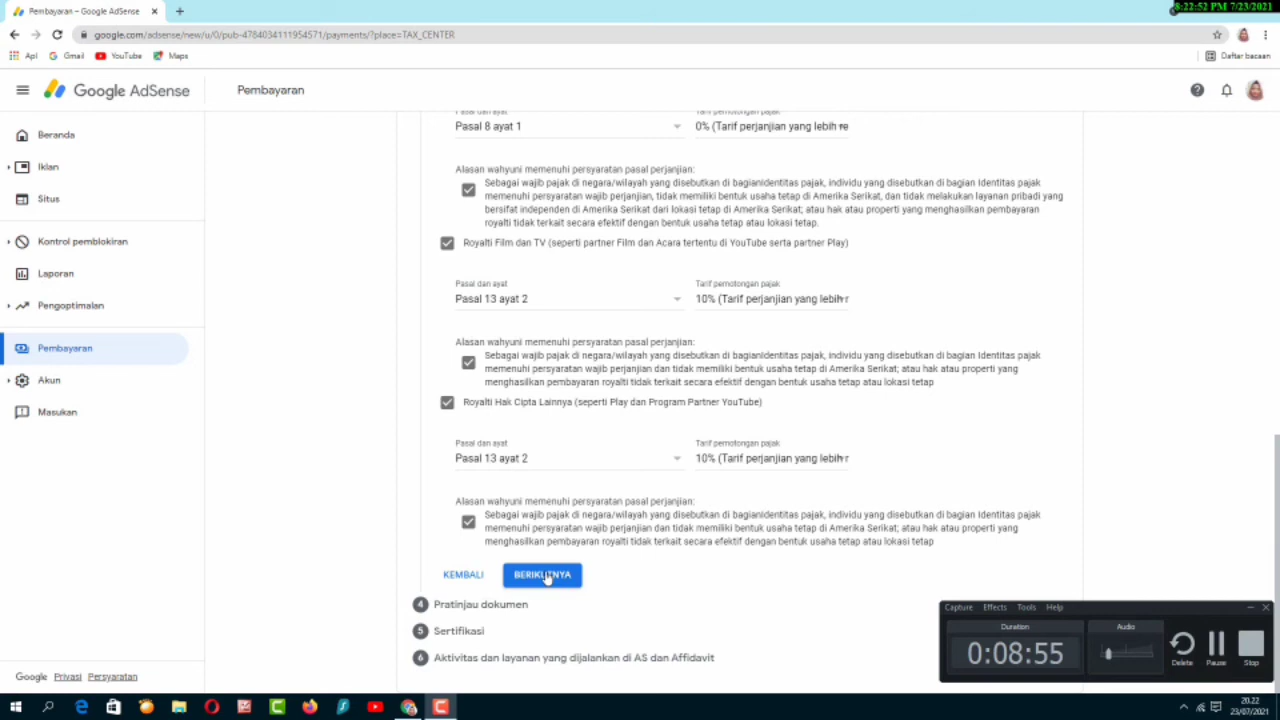 8:22:52 PM 7/23/2021
Pembayaran – Google AdSense
google.com/adsense/new/u/0/pub-4784034111954571/payments/?place=TAX_CENTER
Apl
Gmail
YouTube
Maps
Daftar bacaan
Google AdSense
Pembayaran
Beranda
Iklan
Situs
Kontrol pemblokiran
Laporan
Pengoptimalan
Pembayaran
Akun
Masukan
Google Privasi Persyaratan
Pasal dan ayat
Tarif pemotongan pajak
Pasal 8 ayat 1
0% (Tarif perjanjian yang lebih re
Alasan wahyuni memenuhi persyaratan pasal perjanjian:
Sebagai wajib pajak di negara/wilayah yang disebutkan di bagianIdentitas pajak, individu yang disebutkan di bagian Identitas pajak
memenuhi persyaratan wajib perjanjian, tidak memiliki bentuk usaha tetap di Amerika Serikat, dan tidak melakukan layanan pribadi yang
bersifat independen di Amerika Serikat dari lokasi tetap di Amerika Serikat; atau hak atau properti yang menghasilkan pembayaran
royalti tidak terkait secara efektif dengan bentuk usaha tetap atau lokasi tetap.
Royalti Film dan TV (seperti partner Film dan Acara tertentu di YouTube serta partner Play)
Pasal dan ayat
Tarif pemotongan pajak
Pasal 13 ayat 2
10% (Tarif perjanjian yang lebih r
Alasan wahyuni memenuhi persyaratan pasal perjanjian:
Sebagai wajib pajak di negara/wilayah yang disebutkan di bagianIdentitas pajak, individu yang disebutkan di bagian Identitas pajak
memenuhi persyaratan wajib perjanjian dan tidak memiliki bentuk usaha tetap di Amerika Serikat; atau hak atau properti yang
menghasilkan pembayaran royalti tidak terkait secara efektif dengan bentuk usaha tetap atau lokasi tetap
Royalti Hak Cipta Lainnya (seperti Play dan Program Partner YouTube)
Pasal dan ayat
Tarif pemotongan pajak
Pasal 13 ayat 2
10% (Tarif perjanjian yang lebih r
Alasan wahyuni memenuhi persyaratan pasal perjanjian:
Sebagai wajib pajak di negara/wilayah yang disebutkan di bagianIdentitas pajak, individu yang disebutkan di bagian Identitas pajak
memenuhi persyaratan wajib perjanjian dan tidak memiliki bentuk usaha tetap di Amerika Serikat; atau hak atau properti yang
menghasilkan pembayaran royalti tidak terkait secara efektif dengan bentuk usaha tetap atau lokasi tetap
KEMBALI
BERIKUTNYA
4 Pratinjau dokumen
5 Sertifikasi
6 Aktivitas dan layanan yang dijalankan di AS dan Affidavit
Capture Effects Tools Help
Duration
Audio
0:08:55
Delete
Pause
Stop
20.22
23/07/2021